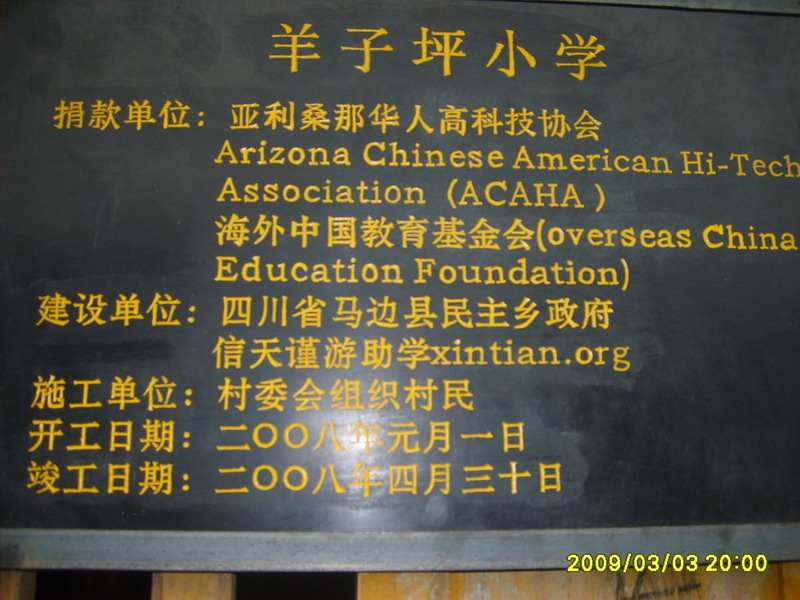 羊子坪小学
捐款单位：亚利桑那华人高科技协会
Arizona Chinese American Hi-Tech
Association (ACAHA)
海外中国教育基金会(overseas China
Education Foundation)
建设单位：四川省马边县民主乡政府
信天谨游助学xintian.org
施工单位：村委会组织村民
开工日期：二〇〇八年元月一日
竣工日期：二〇〇八年四月三十日
2009/03/03 20:00